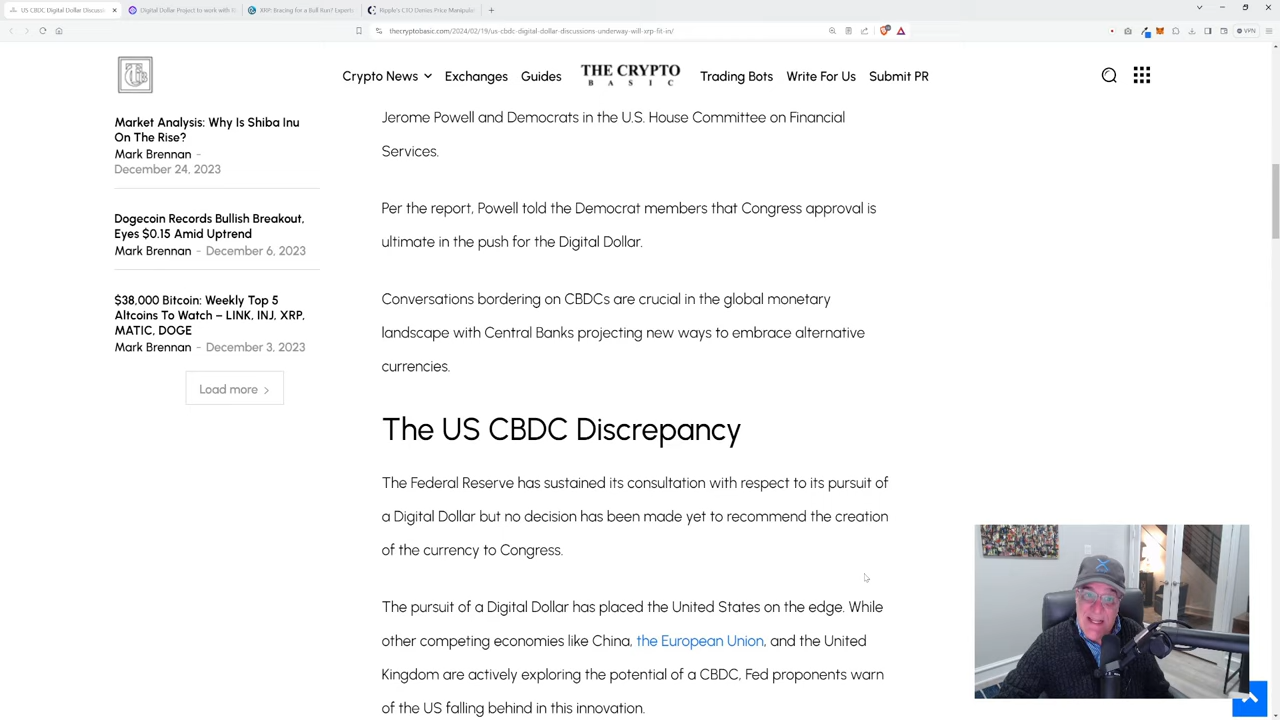 US CBDC Digital Dollar Discuss
Digital Dollar Project to work with
XRP: Bracing for a Bull Run? Expert
Ripple's CTO Denies Price Manipula
thecryptobasic.com/2024/02/19/us-cbdc-digital-dollar-discussions-underway-will-xrp-fit-in/
VPN
Crypto News
Exchanges
Guides
THE CRYPTO
BASIC
Trading Bots
Write For Us
Submit PR
Market Analysis: Why Is Shiba Inu
On The Rise?
Mark Brennan -
December 24, 2023
Dogecoin Records Bullish Breakout,
Eyes $0.15 Amid Uptrend
Mark Brennan - December 6, 2023
$38,000 Bitcoin: Weekly Top 5
Altcoins To Watch – LINK, INJ, XRP,
MATIC, DOGE
Mark Brennan - December 3, 2023
Load more
Jerome Powell and Democrats in the U.S. House Committee on Financial
Services.
Per the report, Powell told the Democrat members that Congress approval is
ultimate in the push for the Digital Dollar.
Conversations bordering on CBDCs are crucial in the global monetary
landscape with Central Banks projecting new ways to embrace alternative
currencies.
The US CBDC Discrepancy
The Federal Reserve has sustained its consultation with respect to its pursuit of
a Digital Dollar but no decision has been made yet to recommend the creation
of the currency to Congress.
The pursuit of a Digital Dollar has placed the United States on the edge. While
other competing economies like China, the European Union, and the United
Kingdom are actively exploring the potential of a CBDC, Fed proponents warn
of the US falling behind in this innovation.